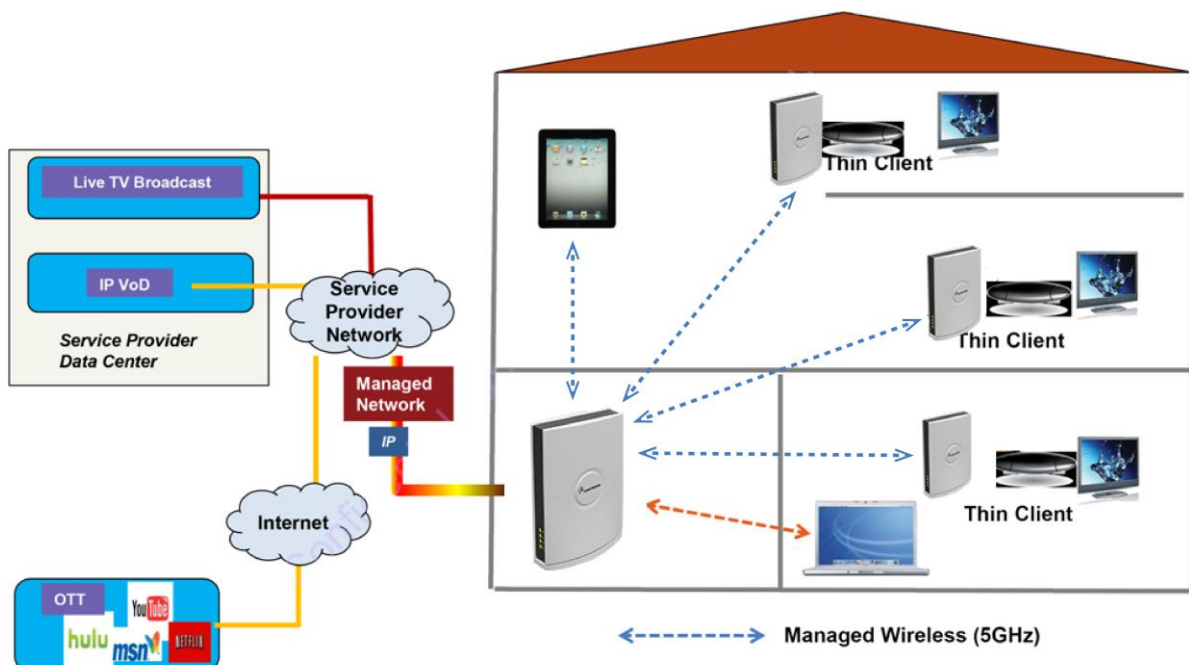 Live TV Broadcast
IP VoD
Service Provider
Data Center
Service
Provider
Network
Managed
Network
IP
Internet
OTT
YouTube
hulu
msn
NETFLIX
Thin Client
Thin Client
Thin Client
Managed Wireless (5GHz)